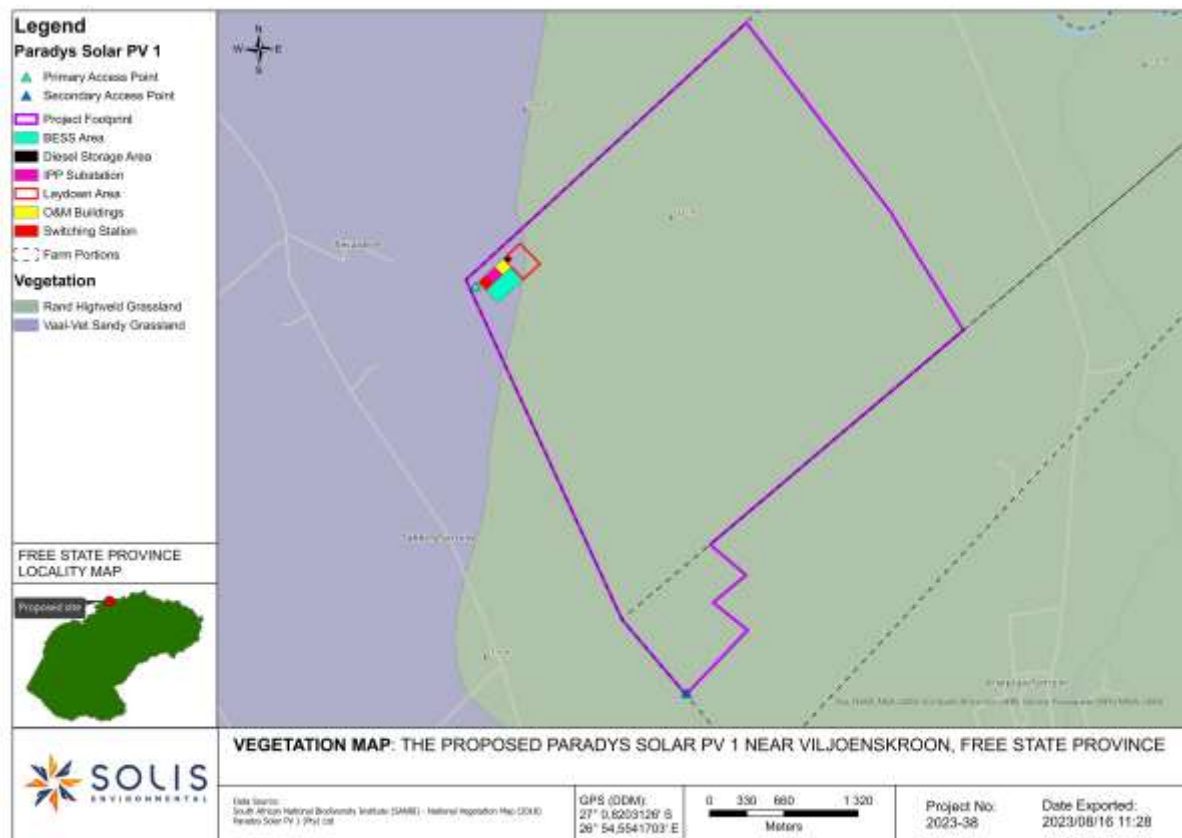 Legend
Paradys Solar PV 1
Primary Access Point
Secondary Access Point
Project Footprint
BESS Area
Diesel Storage Area
IPP Substation
Laydown Area
O&M Buildings
Switching Station
Farm Portions
Vegetation
Rand Highveld Grassland
Vaal-Vet Sandy Grassland
N
W E
S
FREE STATE PROVINCE
LOCALITY MAP
Proposed site
SOLIS
ENVIRONMENTAL
VEGETATION MAP: THE PROPOSED PARADYS SOLAR PV 1 NEAR VILJOENSKROON, FREE STATE PROVINCE
Data Source:
South African National Biodiversity Institute (SANBI) - National Vegetation Map (2018)
Paradys Solar PV 1 (Pty) Ltd
GPS (DDM):
27° 0,6203126' S
26° 54,5541703' E
0 330 660 1 320
Meters
Project No:
2023-38
Date Exported:
2023/08/16 11:28